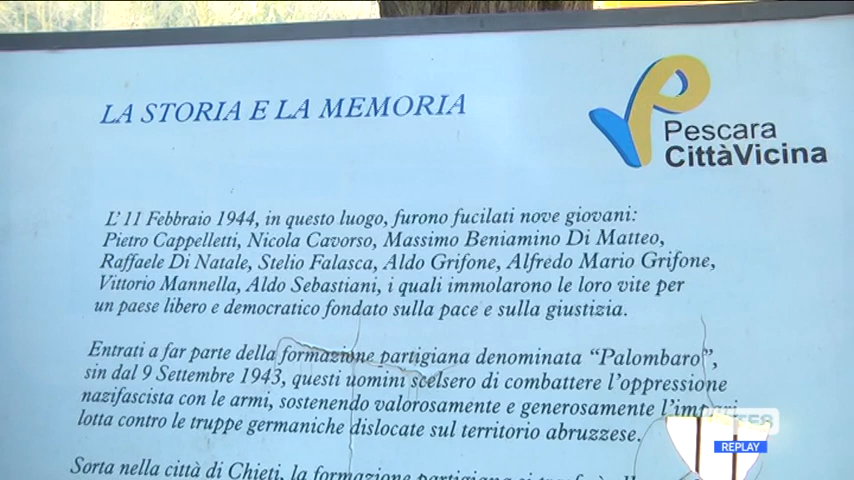 LA STORIA E LA MEMORIA
Pescara
CittàVicina
L' 11 Febbraio 1944, in questo luogo, furono fucilati nove giovani:
Pietro Cappelletti, Nicola Cavorso, Massimo Beniamino Di Matteo,
Raffaele Di Natale, Stelio Falasca, Aldo Grifone, Alfredo Mario Grifone,
Vittorio Mannella, Aldo Sebastiani, i quali immolarono le loro vite per
un paese libero e democratico fondato sulla pace e sulla giustizia.
Entrati a far parte della formazione partigiana denominata “Palombaro”,
sin dal 9 Settembre 1943, questi uomini scelsero di combattere l'oppressione
nazifascista con le armi, sostenendo valorosamente e generosamente l'impari
lotta contro le truppe germaniche dislocate sul territorio abruzzese.
REPLAY
Sorta nella città di Chieti, la formazione partigiana si